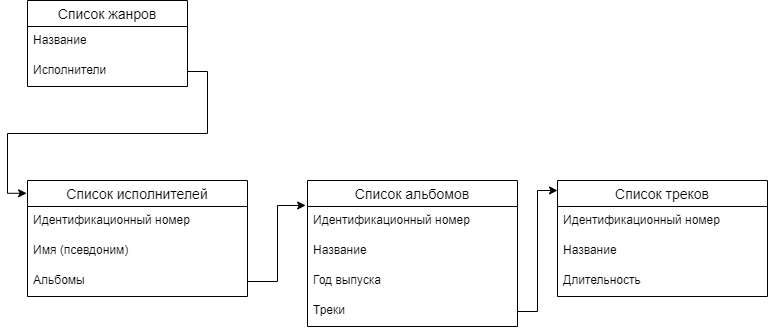 Список жанров
Название
Исполнители
Список исполнителей
Идентификационный номер
Имя (псевдоним)
Альбомы
Список альбомов
Идентификационный номер
Название
Год выпуска
Треки
Список треков
Идентификационный номер
Название
Длительность